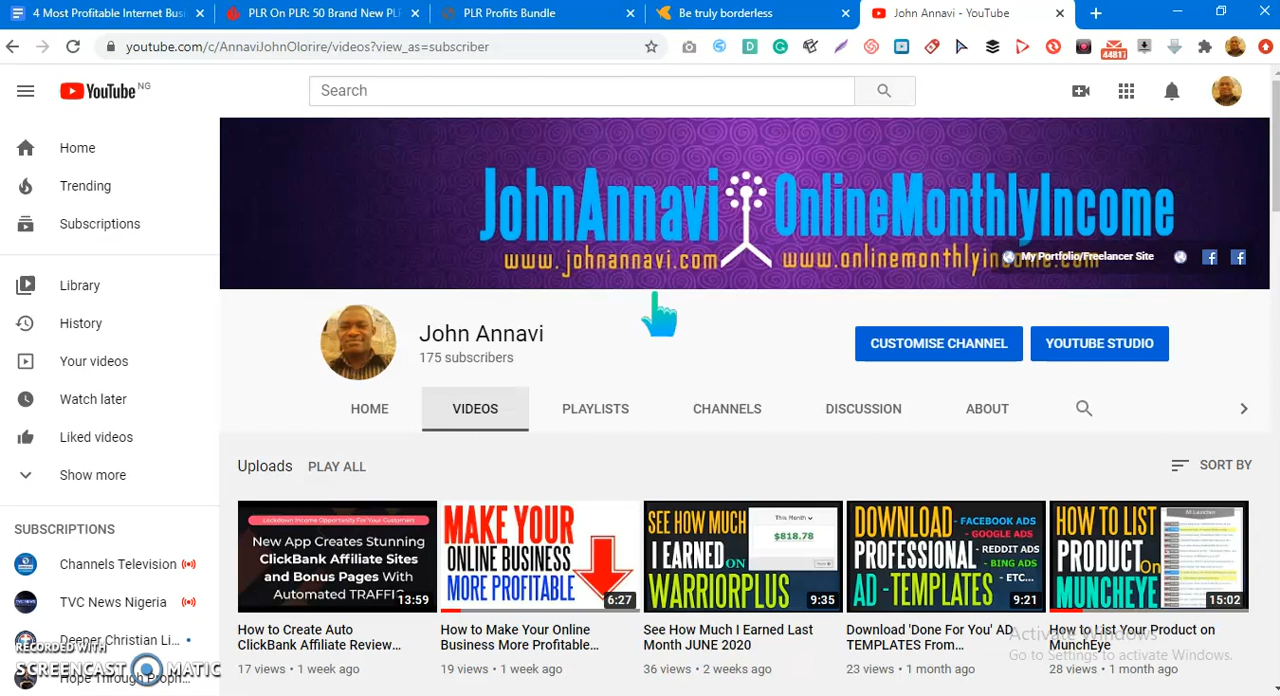 4 Most Profitable Internet Busi
PLR On PLR: 50 Brand New PLR
PLR Profits Bundle
Be truly borderless
John Annavi - YouTube
youtube.com/c/AnnaviJohnOlorire/videos?view_as=subscriber
44817
YouTube NG
Search
Home
Trending
Subscriptions
Library
History
Your videos
Watch later
Liked videos
Show more
SUBSCRIPTIONS
Channels Television
TVC News Nigeria
Deeper Christian Li...
Hope Through Proph...
RECORDED WITH
SCREENCAST MATIC
JohnAnnavi OnlineMonthlyIncome
www.johnannavi.com www.onlinemonthlyincome.com
My Portfolio/Freelancer Site
John Annavi
175 subscribers
CUSTOMISE CHANNEL
YOUTUBE STUDIO
HOME
VIDEOS
PLAYLISTS
CHANNELS
DISCUSSION
ABOUT
Uploads
PLAY ALL
SORT BY
Lockdown Income Opportunity For Your Customers
New App Creates Stunning
ClickBank Affiliate Sites
and Bonus Pages With
Automated TRAFFIC
13:59
How to Create Auto
ClickBank Affiliate Review...
17 views • 1 week ago
MAKE YOUR
ONLINE BUSINESS
MORE PROFITABLE
6:27
How to Make Your Online
Business More Profitable...
19 views • 1 week ago
SEE HOW MUCH
I EARNED
ON
WARRIORPLUS
This Month
$818.78
9:35
See How Much I Earned Last
Month JUNE 2020
36 views • 2 weeks ago
DOWNLOAD
PROFESSIONAL
AD - TEMPLATES
- FACEBOOK ADS
- GOOGLE ADS
- REDDIT ADS
- BING ADS
- ETC...
9:21
Download 'Done For You' AD
TEMPLATES From...
23 views • 1 month ago
HOW TO LIST
PRODUCT
On
MUNCHEYE
All Launches
15:02
How to List Your Product on
MunchEye
28 views • 1 month ago
Activate Windows
Go to Settings to activate Windows.